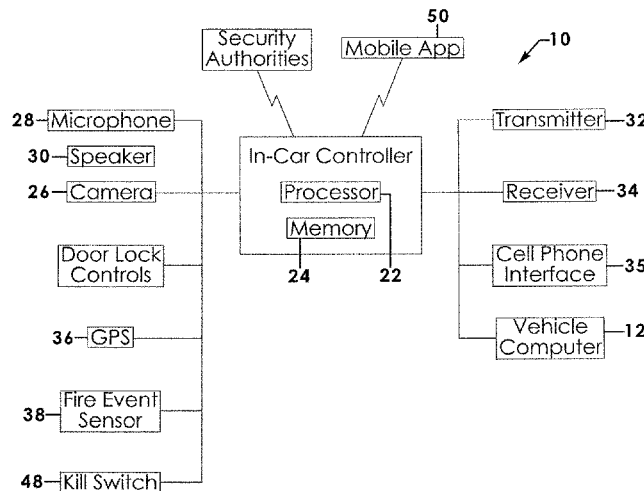 50
Security
Authorities
Mobile App
10
28
Microphone
30
Speaker
26
Camera
Door Lock
Controls
36
GPS
38
Fire Event
Sensor
48
Kill Switch
In-Car Controller
Processor
Memory
24
22
Transmitter
32
Receiver
34
Cell Phone
Interface
35
Vehicle
Computer
12